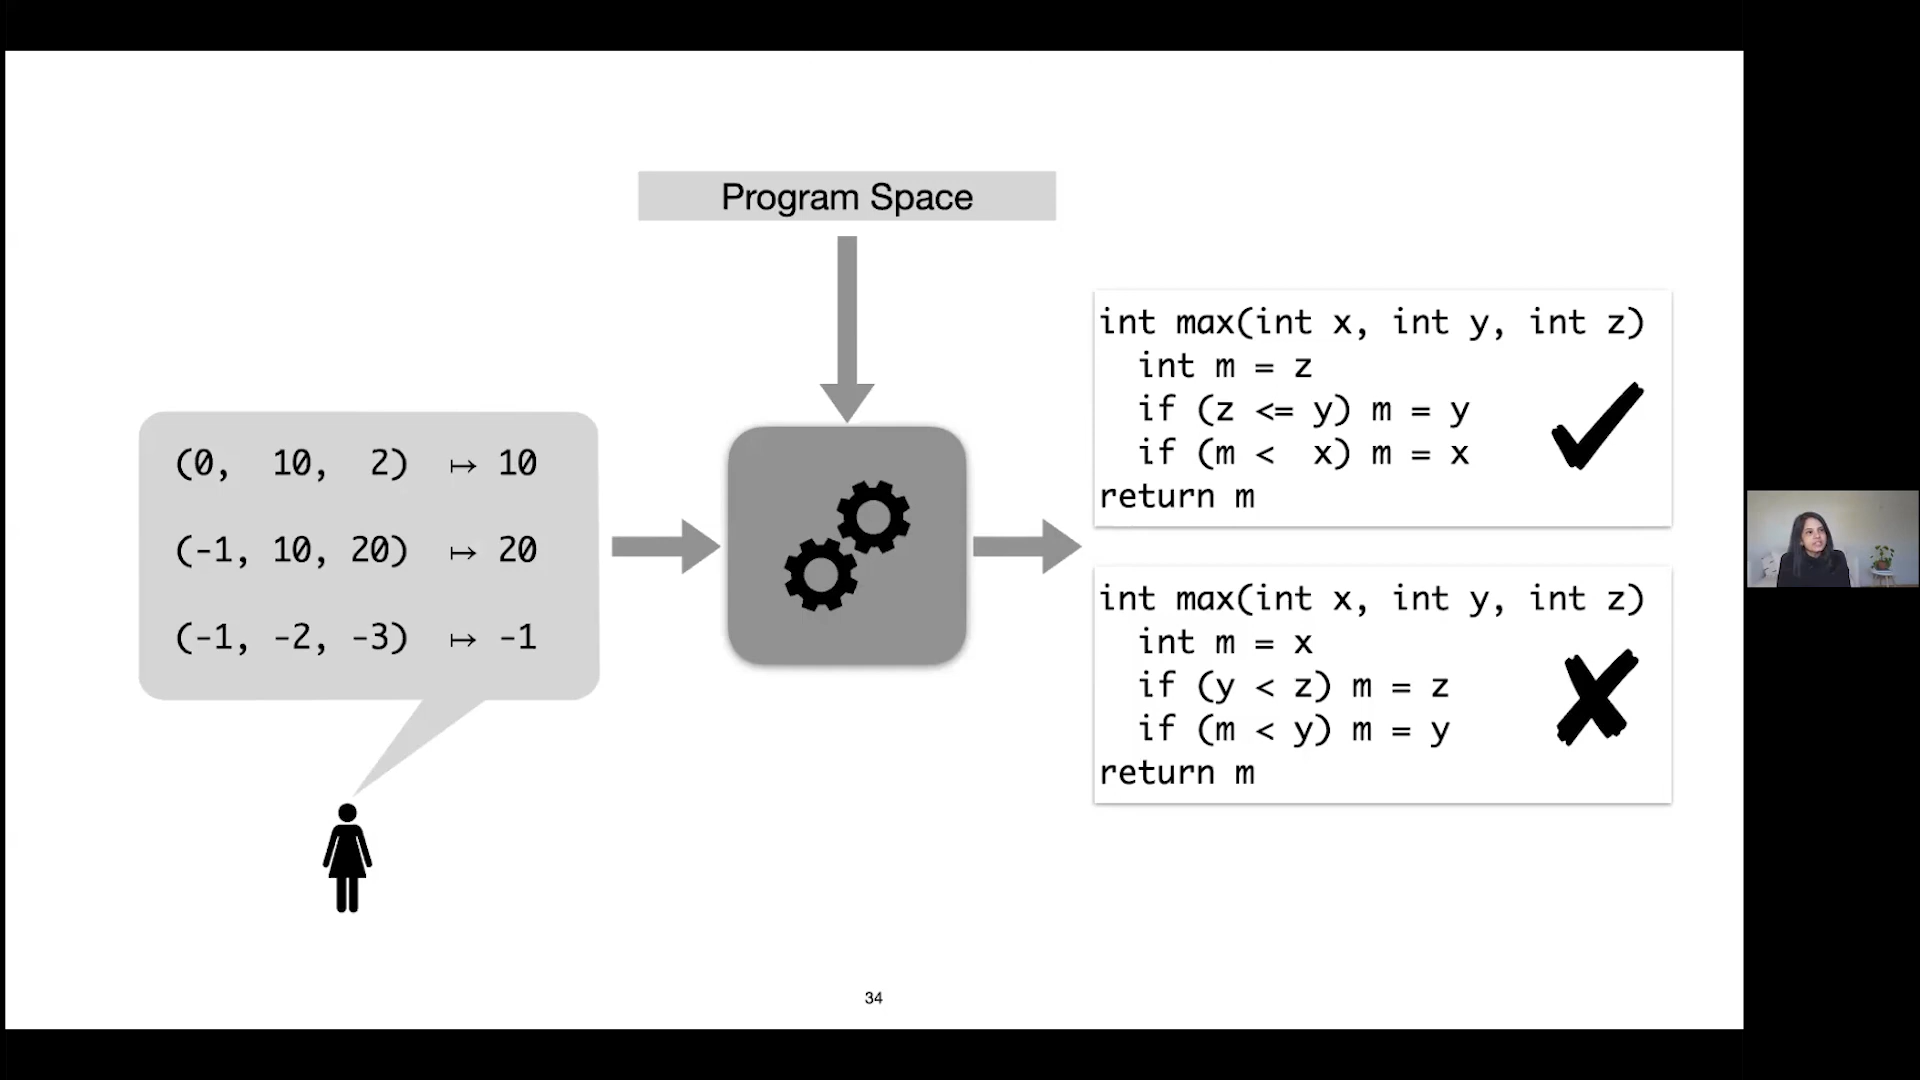 Program Space
(0, 10, 2) ↦ 10
(-1, 10, 20) ↦ 20
(-1, -2, -3) ↦ -1
int max(int x, int y, int z)
int m = z
if (z <= y) m = y
if (m < x) m = x
return m
int max(int x, int y, int z)
int m = x
if (y < z) m = z
if (m < y) m = y
return m
34